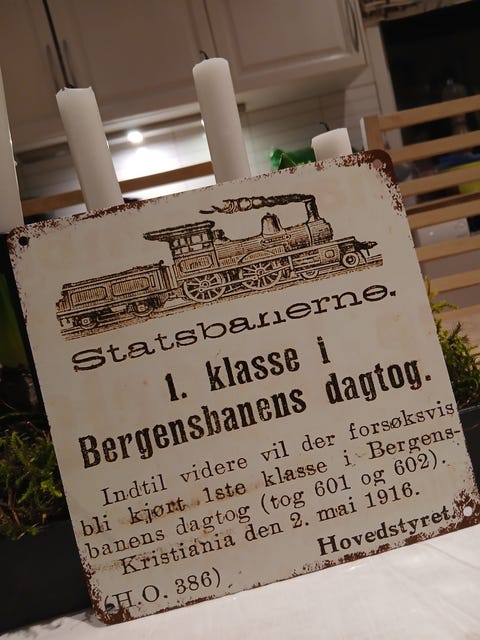 Statsbanerne.
1. klasse i
Bergensbanens dagtog.
Indtil videre vil der forsøksvis
bli kjørt 1ste klasse i Bergens-
banens dagtog (tog 601 og 602).
Kristiania den 2. mai 1916.
Hovedstyret.
(H.O. 386)